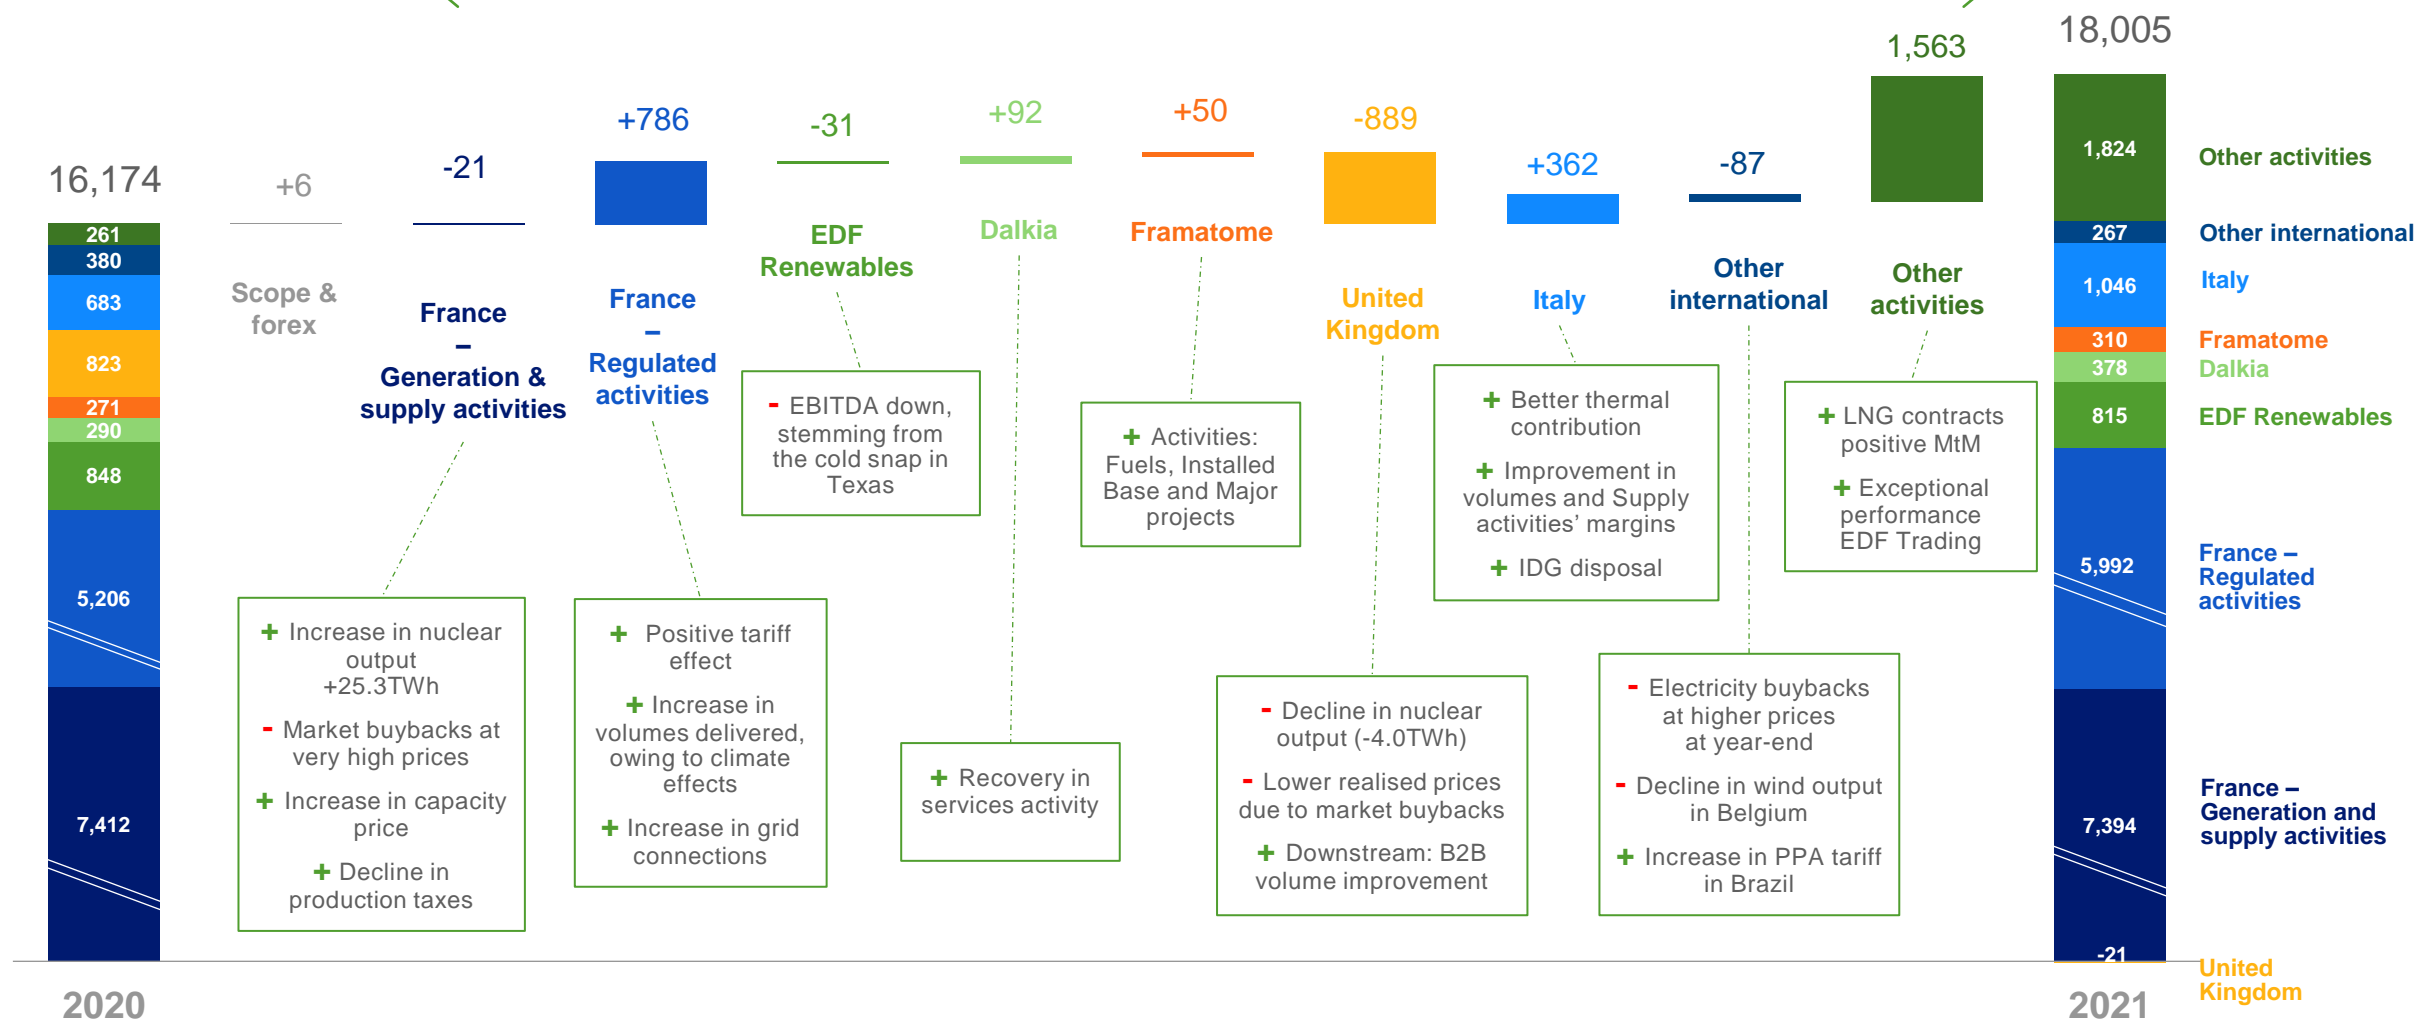 16,174
261
380
683
823
271
290
848
5,206
7,412
2020
+6
Scope &
forex
-21
France
–
Generation &
supply activities
+ Increase in nuclear
output
+25.3TWh
- Market buybacks at
very high prices
+ Increase in capacity
price
+ Decline in
production taxes
+786
France
–
Regulated
activities
+ Positive tariff
effect
+ Increase in
volumes delivered,
owing to climate
effects
+ Increase in grid
connections
-31
EDF
Renewables
- EBITDA down,
stemming from
the cold snap in
Texas
+92
Dalkia
+ Recovery in
services activity
+50
Framatome
+ Activities:
Fuels, Installed
Base and Major
projects
-889
United
Kingdom
- Decline in nuclear
output (-4.0TWh)
- Lower realised prices
due to market buybacks
+ Downstream: B2B
volume improvement
+362
Italy
+ Better thermal
contribution
+ Improvement in
volumes and Supply
activities’ margins
+ IDG disposal
-87
Other
international
- Electricity buybacks
at higher prices
at year-end
- Decline in wind output
in Belgium
+ Increase in PPA tariff
in Brazil
1,563
Other
activities
+ LNG contracts
positive MtM
+ Exceptional
performance
EDF Trading
18,005
1,824
267
1,046
310
378
815
5,992
7,394
-21
2021
Other activities
Other international
Italy
Framatome
Dalkia
EDF Renewables
France –
Regulated
activities
France –
Generation and
supply activities
United
Kingdom